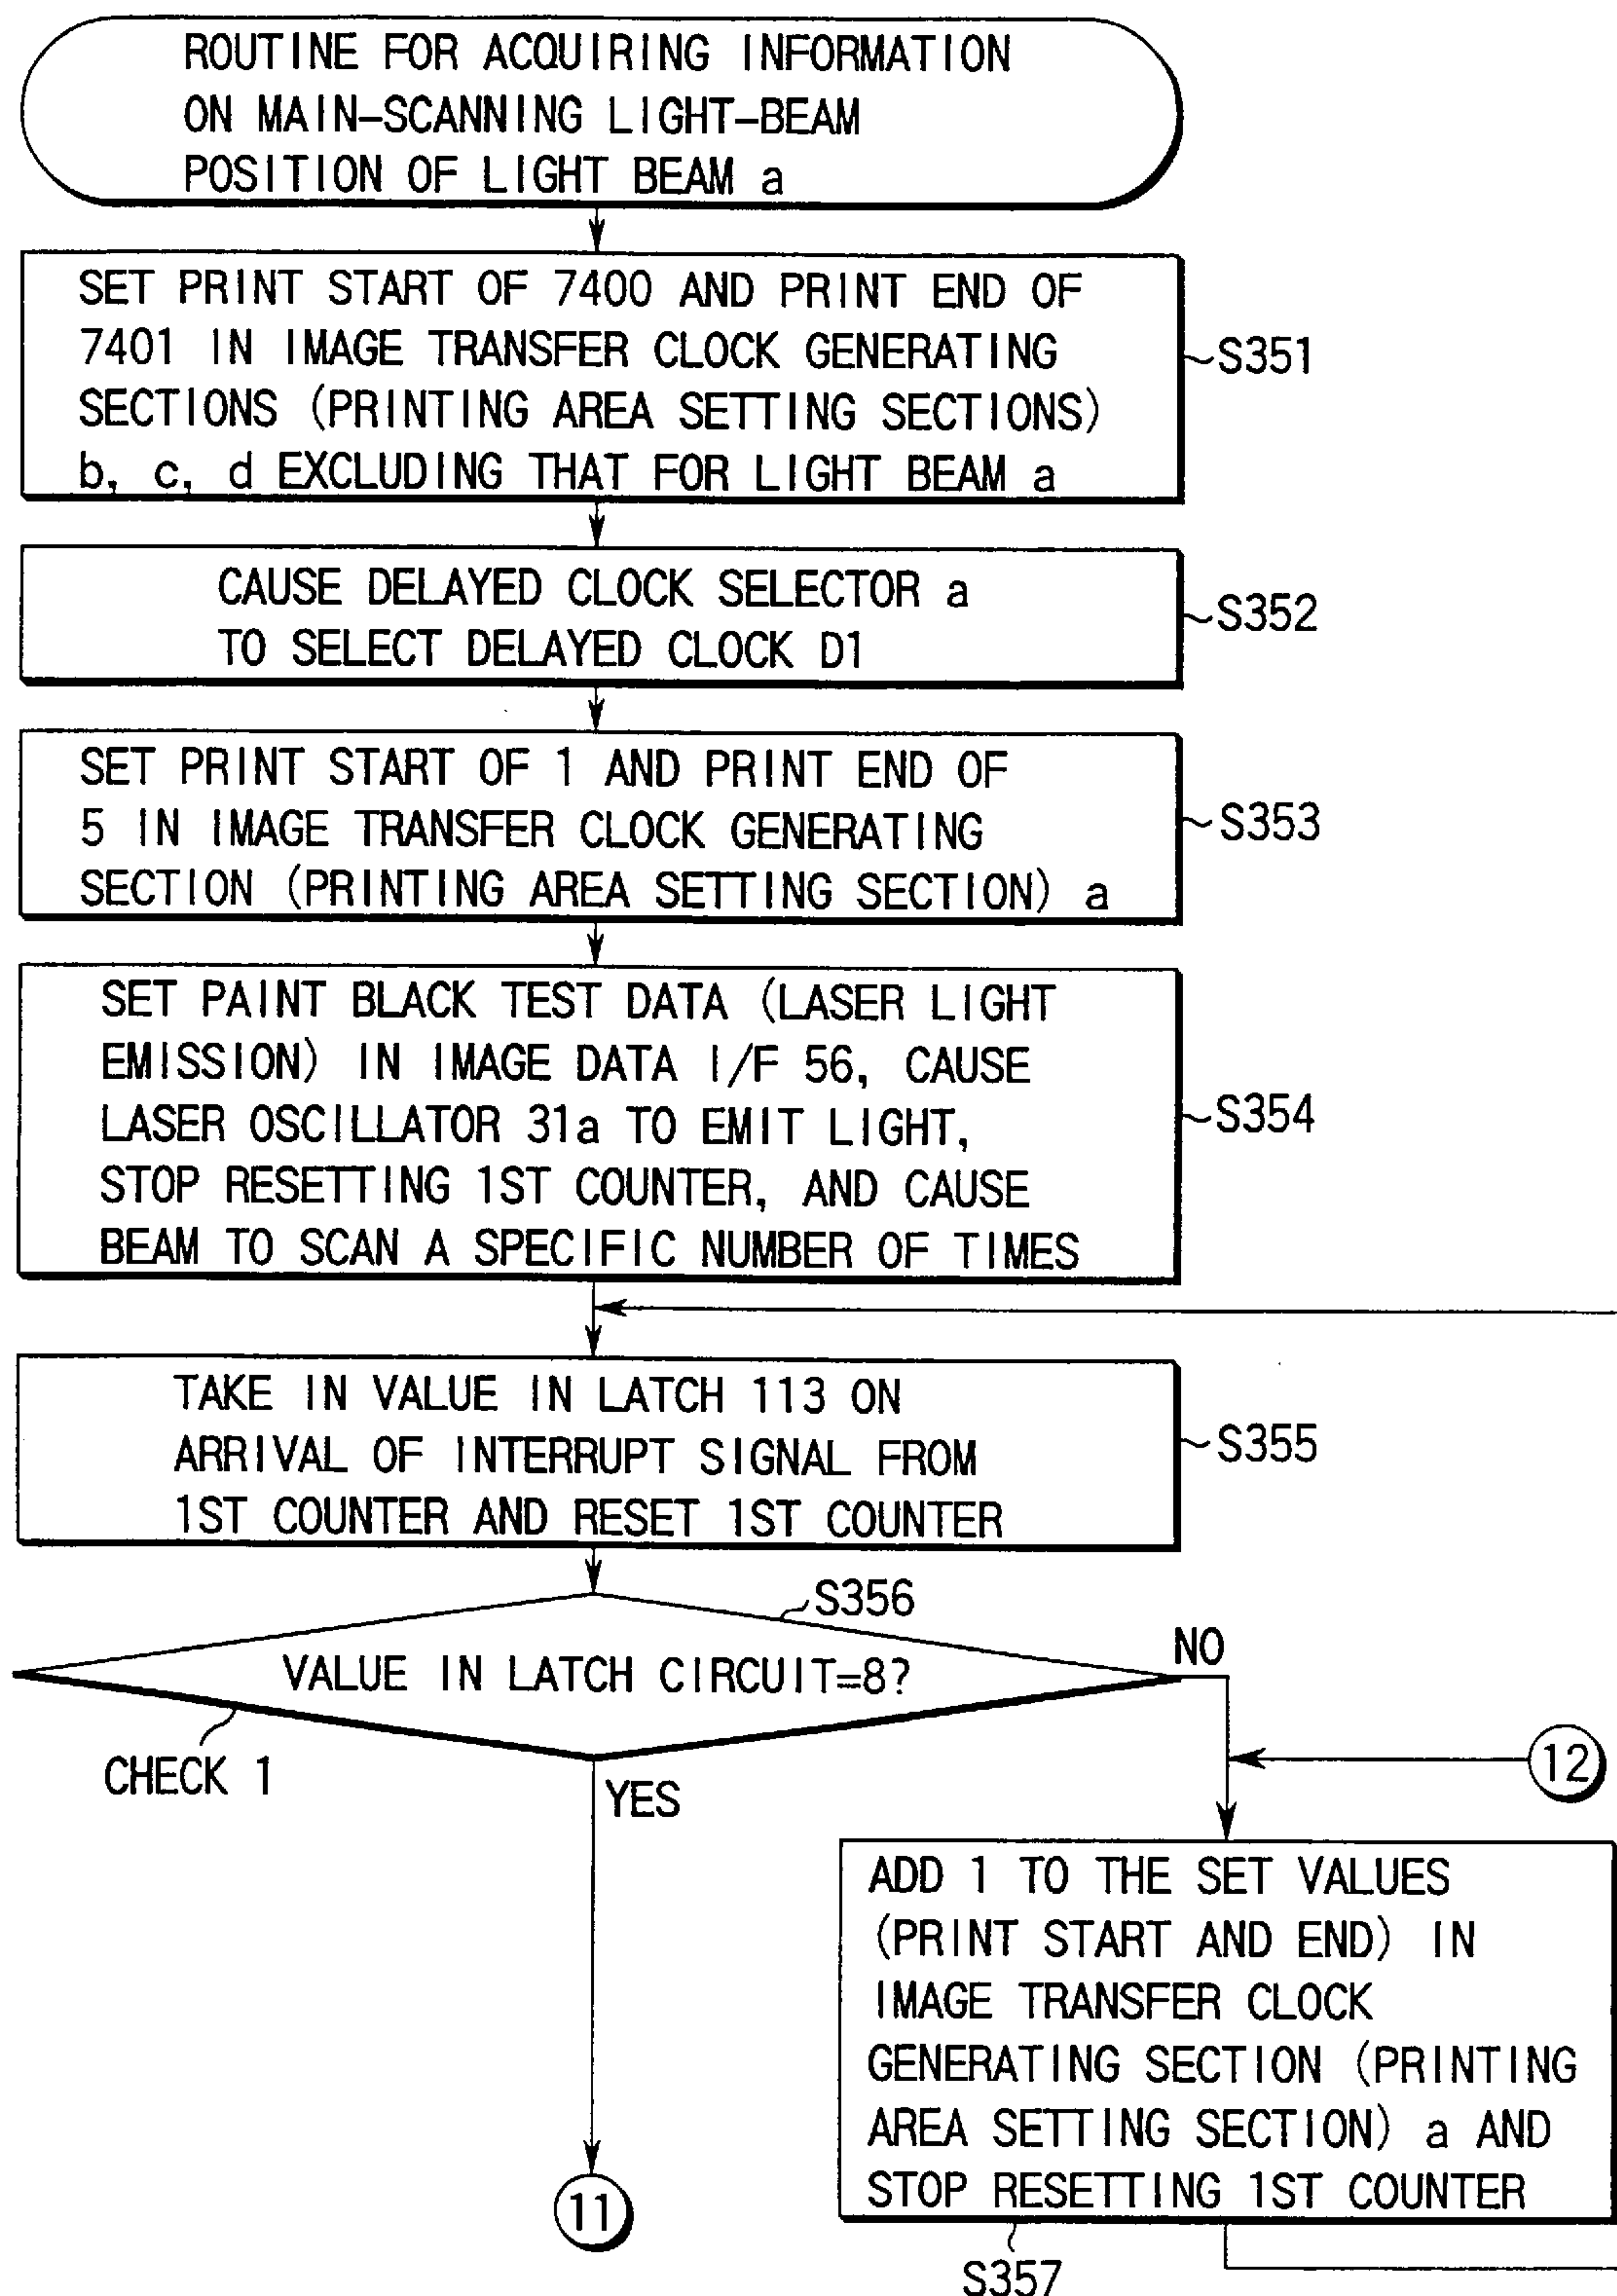 ROUTINE FOR ACQUIRING INFORMATION
ON MAIN-SCANNING LIGHT-BEAM
POSITION OF LIGHT BEAM a
SET PRINT START OF 7400 AND PRINT END OF
7401 IN IMAGE TRANSFER CLOCK GENERATING
SECTIONS (PRINTING AREA SETTING SECTIONS)
b, c, d EXCLUDING THAT FOR LIGHT BEAM a
S351
CAUSE DELAYED CLOCK SELECTOR a
TO SELECT DELAYED CLOCK D1
S352
SET PRINT START OF 1 AND PRINT END OF
5 IN IMAGE TRANSFER CLOCK GENERATING
SECTION (PRINTING AREA SETTING SECTION) a
S353
SET PAINT BLACK TEST DATA (LASER LIGHT
EMISSION) IN IMAGE DATA I/F 56, CAUSE
LASER OSCILLATOR 31a TO EMIT LIGHT,
STOP RESETTING 1ST COUNTER, AND CAUSE
BEAM TO SCAN A SPECIFIC NUMBER OF TIMES
S354
TAKE IN VALUE IN LATCH 113 ON
ARRIVAL OF INTERRUPT SIGNAL FROM
1ST COUNTER AND RESET 1ST COUNTER
S355
S356
VALUE IN LATCH CIRCUIT=8?
NO
CHECK 1
YES
12
ADD 1 TO THE SET VALUES
(PRINT START AND END) IN
IMAGE TRANSFER CLOCK
GENERATING SECTION (PRINTING
AREA SETTING SECTION) a AND
STOP RESETTING 1ST COUNTER
11
S357